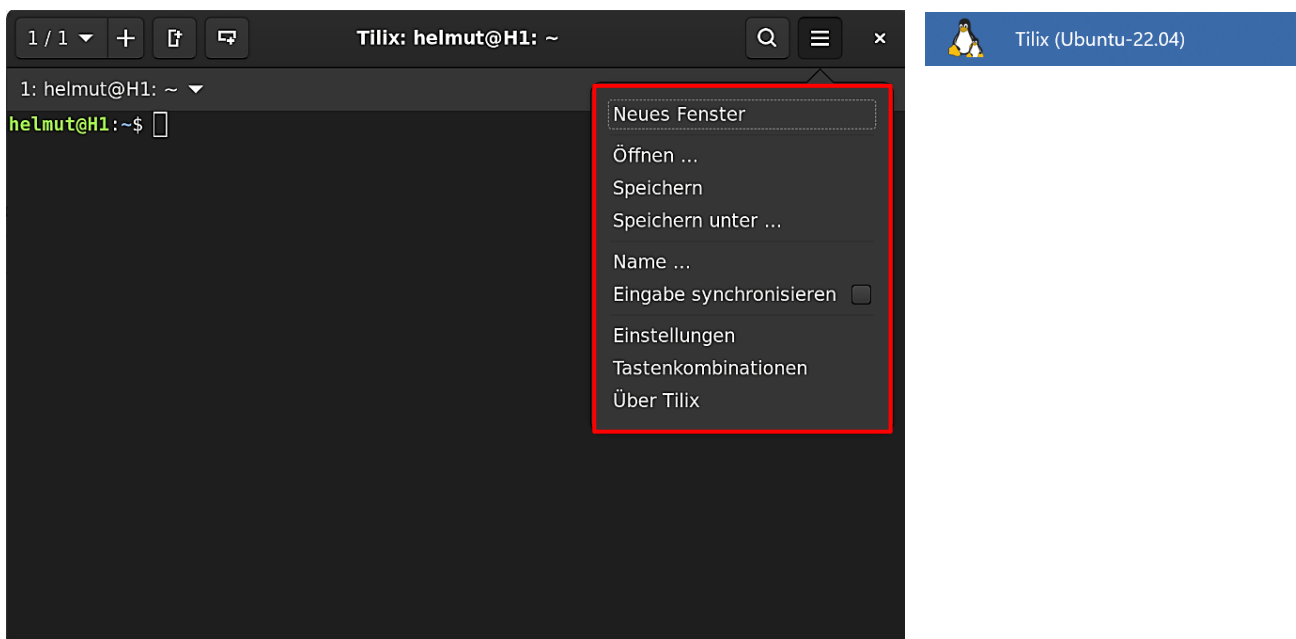 1 / 1
Tilix: helmut@H1: ~
Tilix (Ubuntu-22.04)
1: helmut@H1: ~
helmut@H1:~$
Neues Fenster
Öffnen ...
Speichern
Speichern unter ...
Name ...
Eingabe synchronisieren
Einstellungen
Tastenkombinationen
Über Tilix